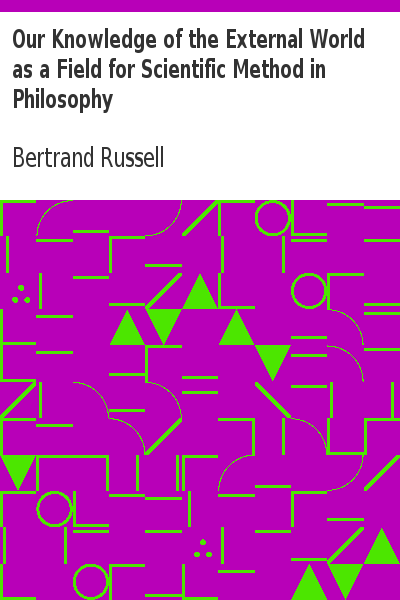 Our Knowledge of the External World
as a Field for Scientific Method in
Philosophy
Bertrand Russell